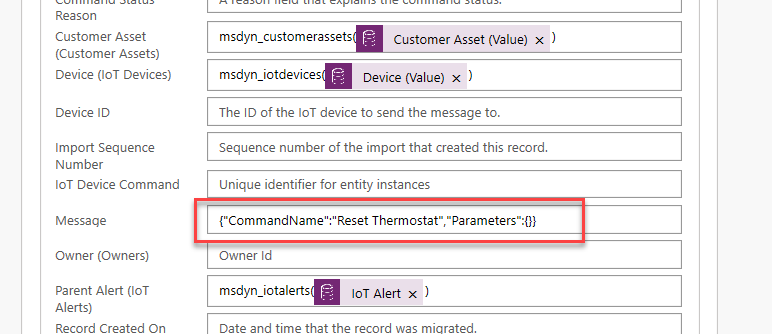 Command Status
A reason field that explains the command status.
Reason
Customer Asset
(Customer Assets)
msdyn_customerassets( Customer Asset (Value) × )
Device (IoT Devices)
msdyn_iotdevices( Device (Value) × )
Device ID
The ID of the IoT device to send the message to.
Import Sequence
Number
Sequence number of the import that created this record.
IoT Device Command
Unique identifier for entity instances
Message
{"CommandName":"Reset Thermostat","Parameters":{}}
Owner (Owners)
Owner Id
Parent Alert (IoT
Alerts)
msdyn_iotalerts( IoT Alert × )
Record Created On
Date and time that the record was migrated.